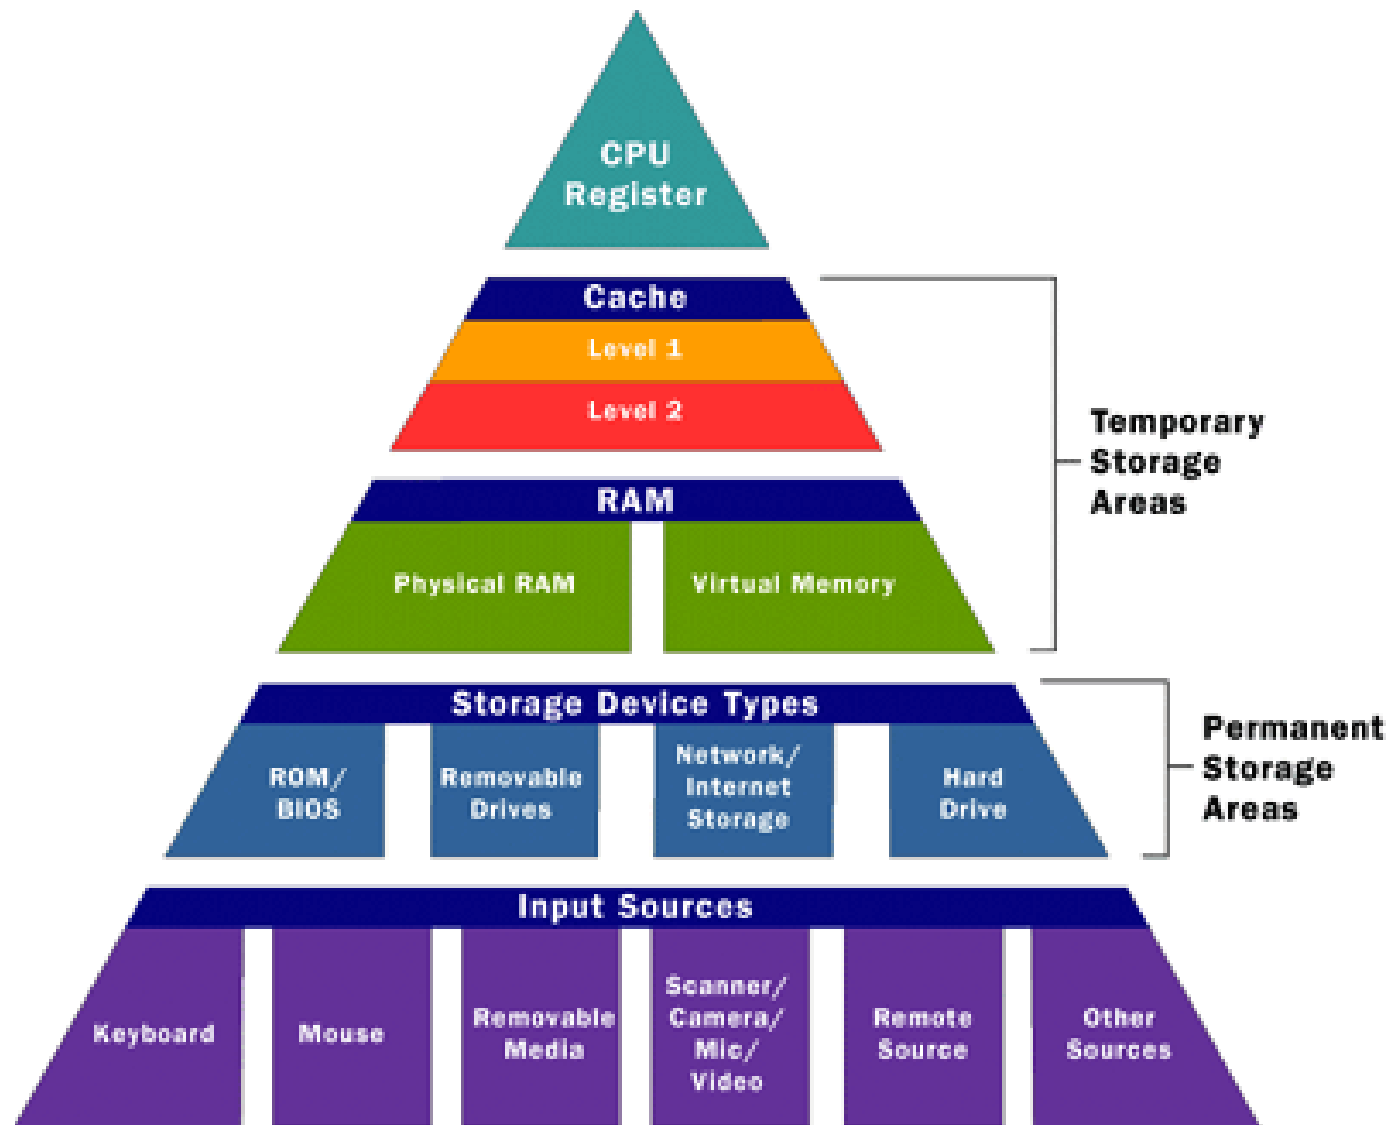 CPU
Register
Cache
Level 1
Level 2
RAM
Physical RAM
Virtual Memory
Temporary
Storage
Areas
Storage Device Types
ROM/
BIOS
Removable
Drives
Network/
Internet
Storage
Hard
Drive
Permanent
Storage
Areas
Input Sources
Keyboard
Mouse
Removable
Media
Scanner/
Camera/
Mic/
Video
Remote
Source
Other
Sources